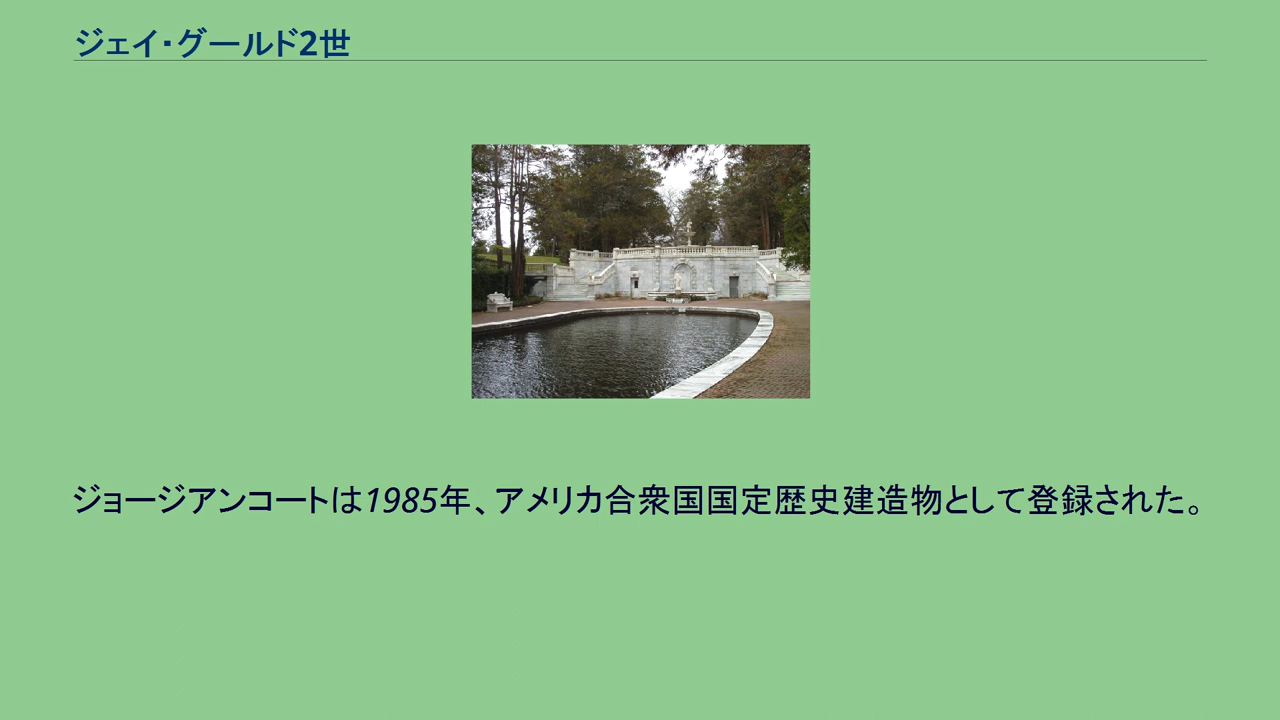 ジェイ・グールド2世
ジョージアンコートは1985年、アメリカ合衆国国定歴史建造物として登録された。